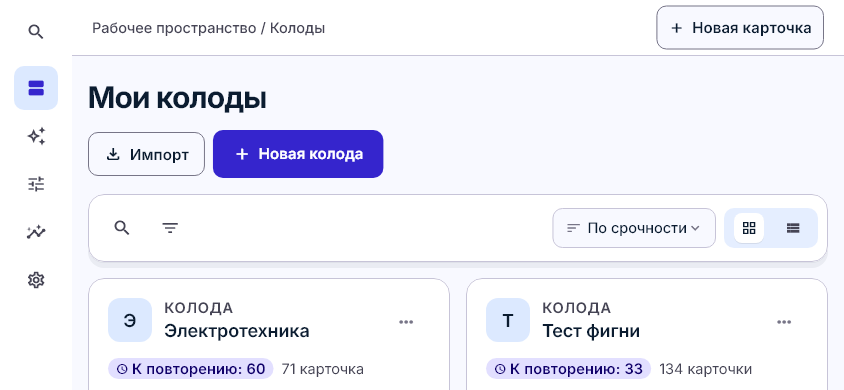 Рабочее пространство / Колоды
+ Новая карточка
Мои колоды
Импорт
+ Новая колода
По срочности
Э
КОЛОДА
Электротехника
К повторению: 60
71 карточка
Т
КОЛОДА
Тест фигни
К повторению: 33
134 карточки